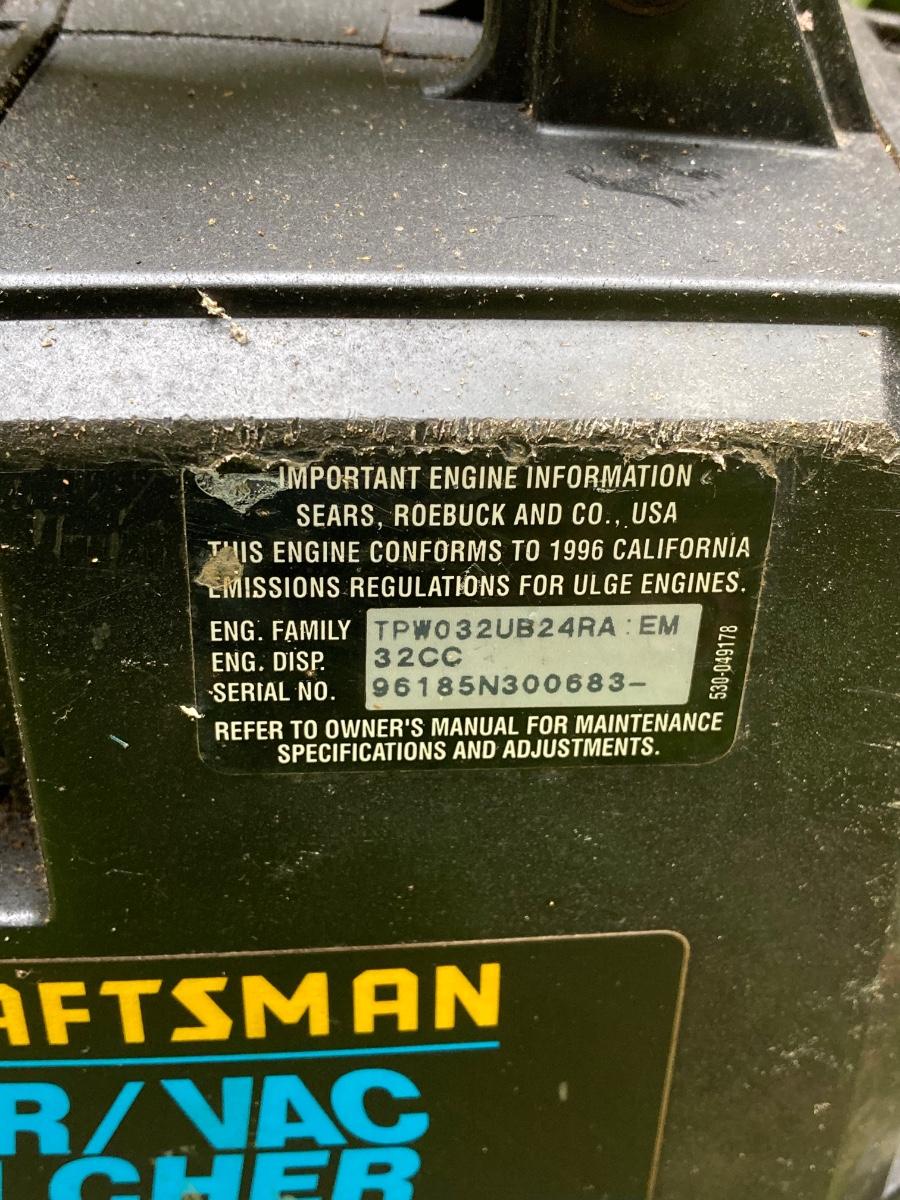 IMPORTANT ENGINE INFORMATION
SEARS, ROEBUCK AND CO., USA
THIS ENGINE CONFORMS TO 1996 CALIFORNIA
EMISSIONS REGULATIONS FOR ULGE ENGINES.
ENG. FAMILY TPW032UB24RA:EM
ENG. DISP. 32CC
SERIAL NO. 96185N300683-
530-049178
REFER TO OWNER'S MANUAL FOR MAINTENANCE
SPECIFICATIONS AND ADJUSTMENTS.
AFTSMAN
R/VAC
LCHER